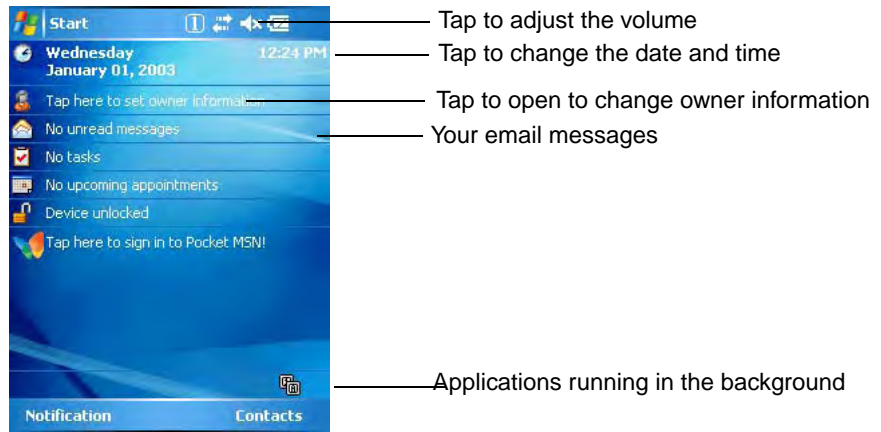 Start 1 Tap to adjust the volume
Wednesday 12:24 PM Tap to change the date and time
January 01, 2003
Tap here to set owner information Tap to open to change owner information
No unread messages Your email messages
No tasks
No upcoming appointments
Device unlocked
Tap here to sign in to Pocket MSN!
Applications running in the background
Notification Contacts